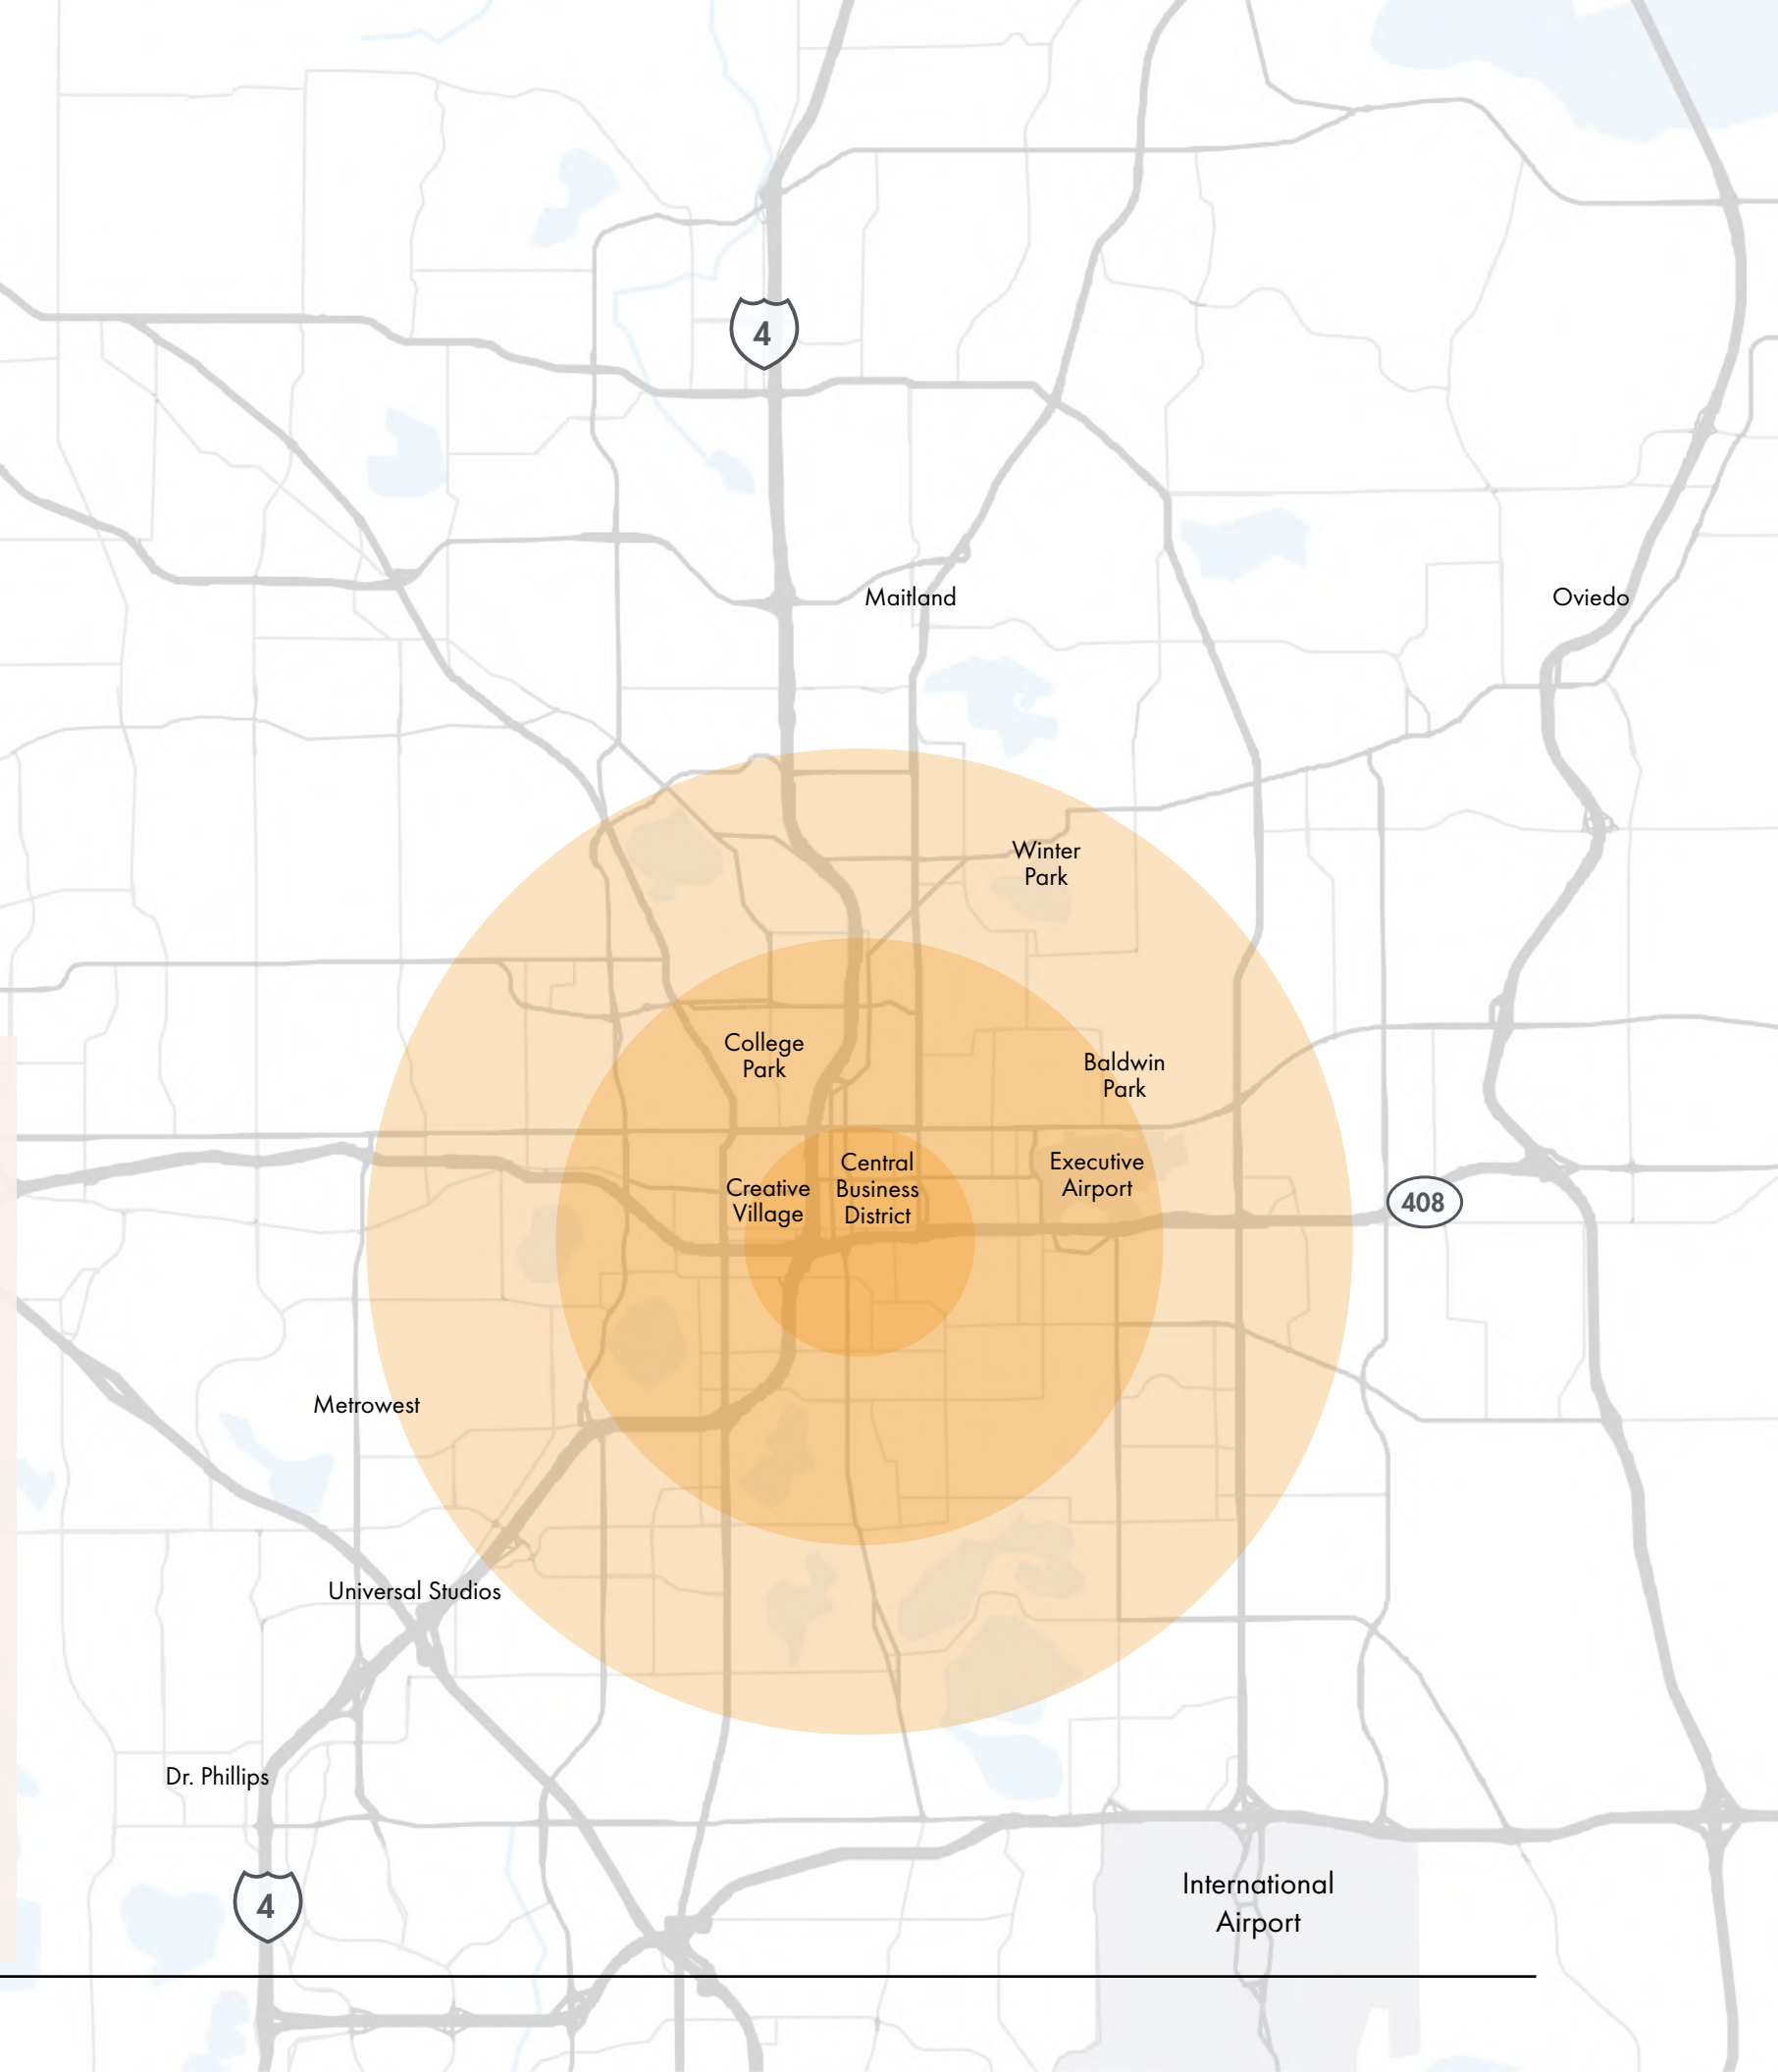 4
Maitland
Oviedo
Winter
Park
College
Park
Baldwin
Park
Central
Business
District
Executive
Airport
Creative
Village
408
Metrowest
Universal Studios
Dr. Phillips
4
International
Airport